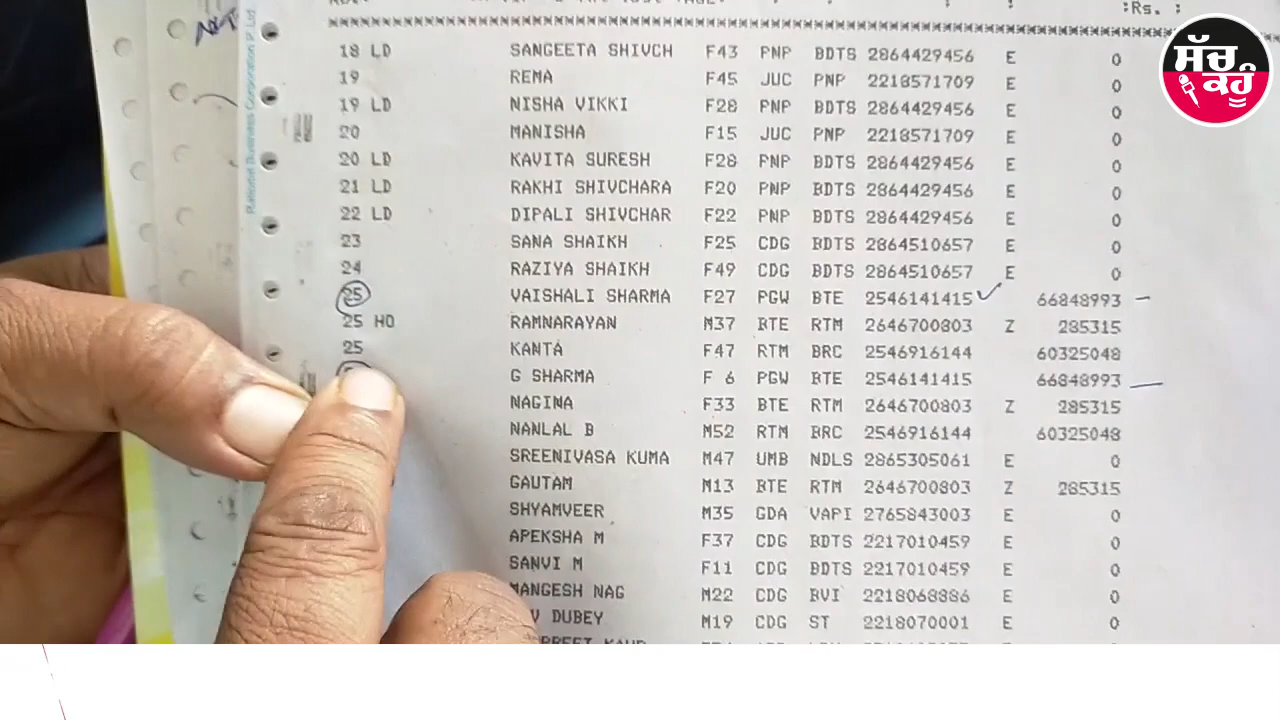 :Rs. :
ਸੱਚ
ਕਹੂੰ
18 LD SANGEETA SHIVCH F43 PNP BDTS 2864429456 E 0
19 REMA F45 JUC PNP 2218571709 E 0
19 LD NISHA VIKKI F28 PNP BDTS 2864429456 E 0
20 MANISHA F15 JUC PNP 2218571709 E 0
20 LD KAVITA SURESH F28 PNP BDTS 2864429456 E 0
21 LD RAKHI SHIVCHARA F20 PNP BDTS 2864429456 E 0
22 LD DIPALI SHIVCHAR F22 PNP BDTS 2864429456 E 0
23 SANA SHAIKH F25 CDG BDTS 2864510657 E 0
24 RAZIYA SHAIKH F49 CDG BDTS 2864510657 E 0
25 VAISHALI SHARMA F27 PGW BTE 2546141415 66848993
25 HO RAMNARAYAN M37 BTE RTM 2646700803 Z 285315
25 KANTA F47 RTM BRC 2546916144 60325048
G SHARMA F 6 PGW BTE 2546141415 66848993
NAGINA F33 BTE RTM 2646700803 Z 285315
NANLAL B M52 RTM BRC 2546916144 60325048
SREENIVASA KUMA M47 UMB NDLS 2865305061 E 0
GAUTAM M13 BTE RTM 2646700803 Z 285315
SHYAMVEER M35 GDA VAPI 2765843003 E 0
APEKSHA M F37 CDG BDTS 2217010459 E 0
SANVI M F11 CDG BDTS 2217010459 E 0
MANGESH NAG M22 CDG BVI 2218068886 E 0
DUBEY M19 CDG ST 2218070001 E 0